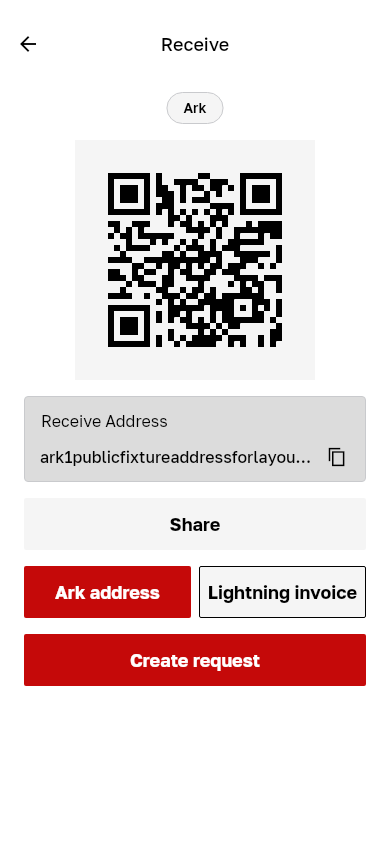 Receive
Ark
Receive Address
ark1publicfixtureaddressforlayou...
Share
Ark address
Lightning invoice
Create request